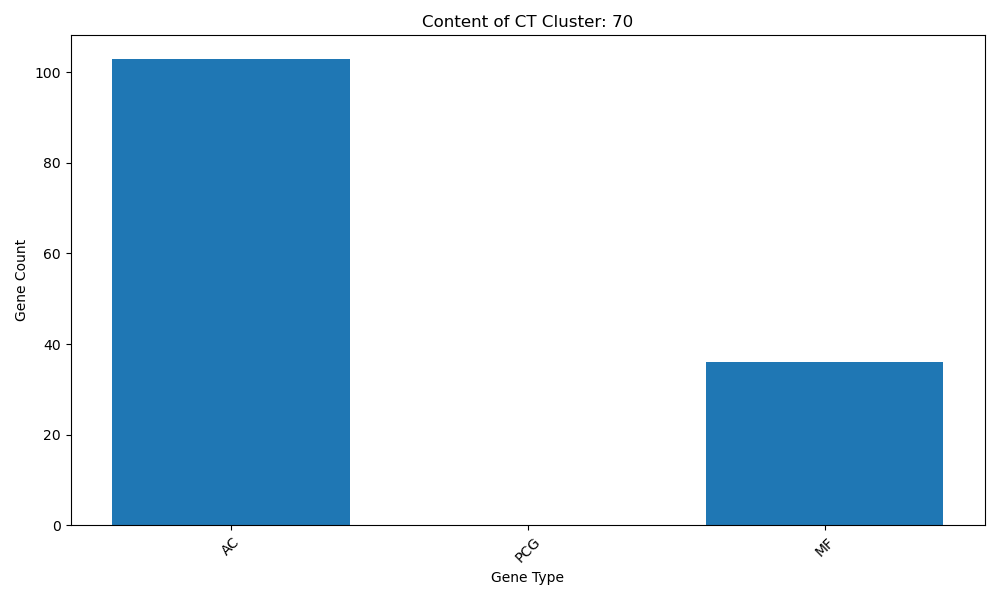 Content of CT Cluster: 70
Gene Count
100
80
60
40
20
0
AC
PCG
MF
Gene Type